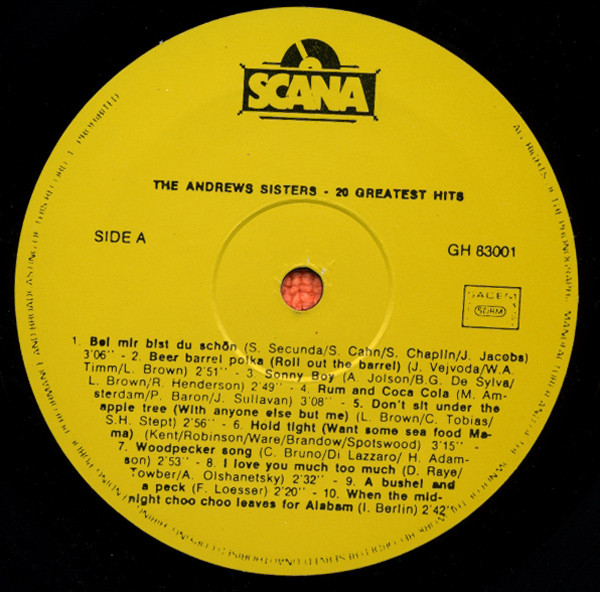 SCANA
THE ANDREWS SISTERS - 20 GREATEST HITS
SIDE A
GH 83001
SACEM
SDRM
1. Bei mir bist du schön (S. Secunda/S. Cahn/S. Chaplin/J. Jacobs)
3'06'' - 2. Beer barrel polka (Roll out the barrel) (J. Vejvoda/W.A.
Timm/L. Brown) 2'51'' - 3. Sonny Boy (A. Jolson/B.G. De Sylva/
L. Brown/R. Henderson) 2'49'' - 4. Rum and Coca Cola (M. Am-
sterdam/P. Baron/J. Sullavan) 3'08'' - 5. Don't sit under the
apple tree (With anyone else but me) (L. Brown/C. Tobias/
S.H. Stept) 2'56'' - 6. Hold tight (Want some sea food Ma-
ma) (Kent/Robinson/Ware/Brandow/Spotswood) 3'15'' -
7. Woodpecker song (C. Bruno/Di Lazzaro/ H. Adam-
son) 2'53'' - 8. I love you much too much (D. Raye/
Towber/A. Olshanetsky) 2'32'' - 9. A bushel and
a peck (F. Loesser) 2'20'' - 10. When the mid-
night choo choo leaves for Alabam (I. Berlin) 2'42''